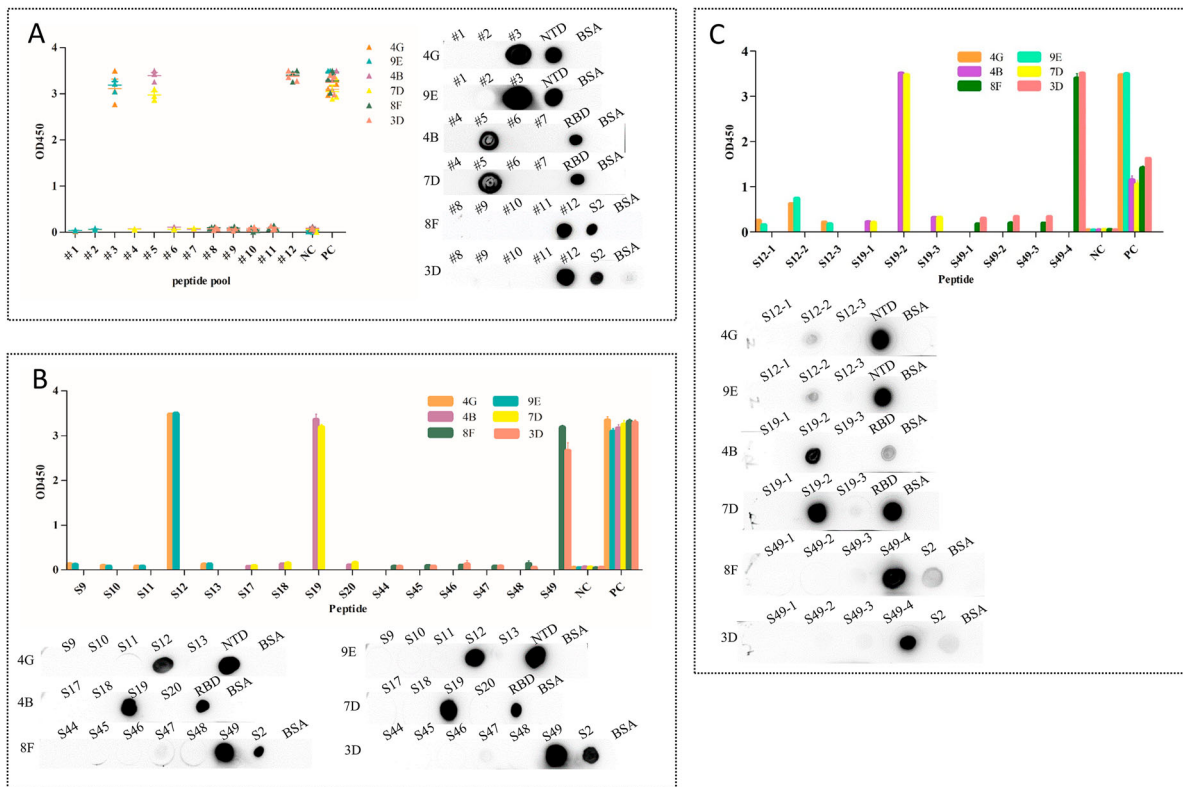 A
4
3
2
1
0
OD450
#1 #2 #3 #4 #5 #6 #7 #8 #9 #10 #11 #12 NC PC
peptide pool
4G
9E
4B
7D
8F
3D
#1 #2 #3 NTD BSA
4G
#1 #2 #3 NTD BSA
9E
#4 #5 #6 #7 RBD BSA
4B
#4 #5 #6 #7 RBD BSA
7D
#8 #9 #10 #11 #12 S2 BSA
8F
#8 #9 #10 #11 #12 S2 BSA
3D
B
4
3
2
1
0
OD450
4G 9E
4B 7D
8F 3D
S9 S10 S11 S12 S13 S17 S18 S19 S20 S44 S45 S46 S47 S48 S49 NC PC
Peptide
S9 S10 S11 S12 S13 NTD BSA
4G
S17 S18 S19 S20 RBD BSA
4B
S44 S45 S46 S47 S48 S49 S2 BSA
8F
S9 S10 S11 S12 S13 NTD BSA
9E
S17 S18 S19 S20 RBD BSA
7D
S44 S45 S46 S47 S48 S49 S2 BSA
3D
C
4
3
2
1
0
OD450
4G 9E
4B 7D
8F 3D
S12-1 S12-2 S12-3 S19-1 S19-2 S19-3 S49-1 S49-2 S49-3 S49-4 NC PC
Peptide
S12-1 S12-2 S12-3 NTD BSA
4G
S12-1 S12-2 S12-3 NTD BSA
9E
S19-1 S19-2 S19-3 RBD BSA
4B
S19-1 S19-2 S19-3 RBD BSA
7D
S49-1 S49-2 S49-3 S49-4 S2 BSA
8F
S49-1 S49-2 S49-3 S49-4 S2 BSA
3D